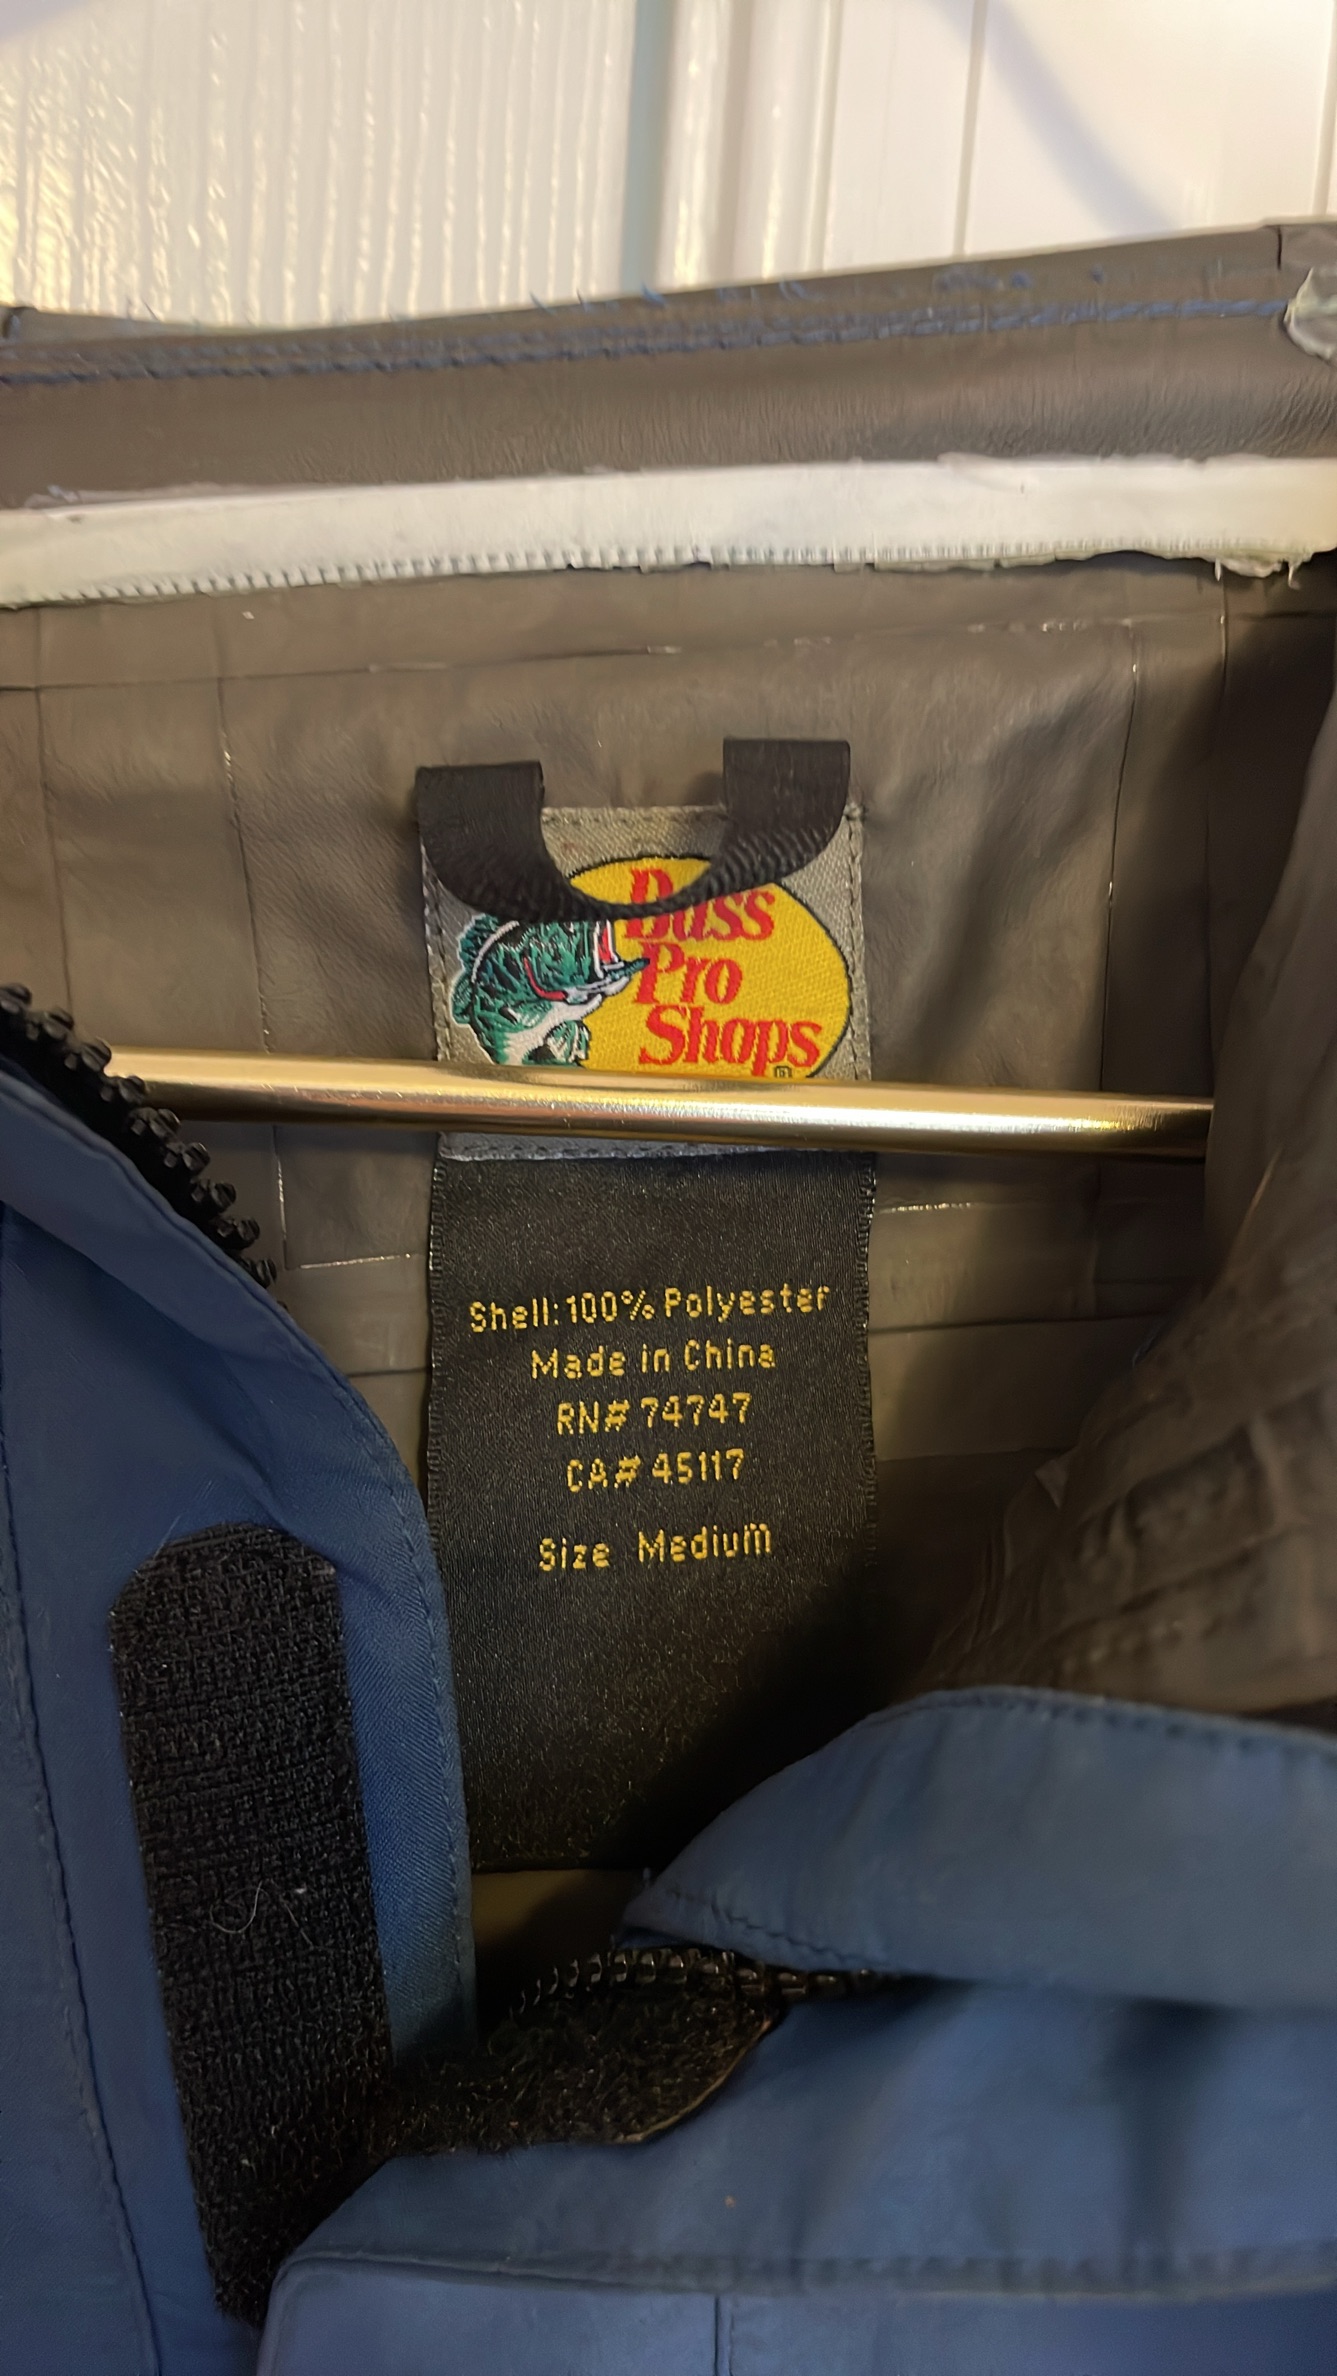 Bass
Pro
Shops
Shell: 100% Polyester
Made in China
RN# 74747
CA# 45117
Size Medium